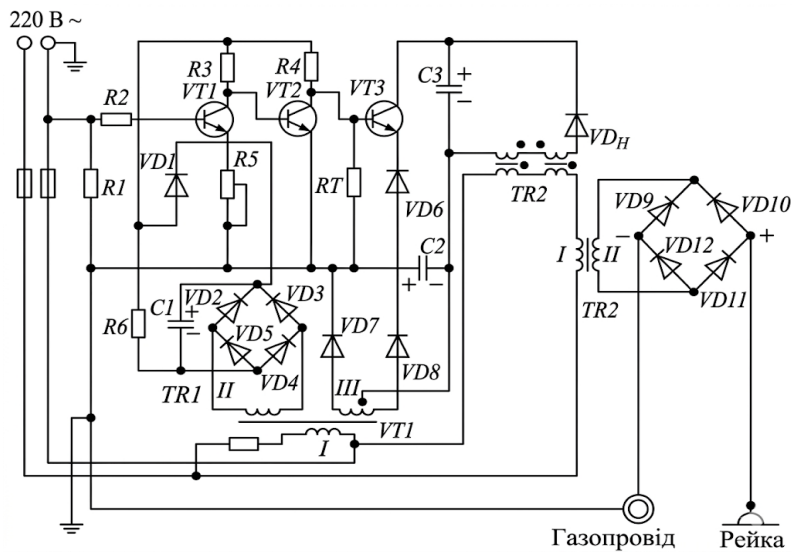 220 В ~
R3
R4
C3
+
−
VT1
VT2
VT3
R2
VD1
R5
RT
R1
VD6
VD_H
TR2
VD9
VD10
−
+
VD12
I
II
VD11
TR2
C2
+
−
C1
+
−
VD2
VD3
VD5
VD4
R6
TR1
II
VD7
III
VD8
VT1
I
Газопровід
Рейка